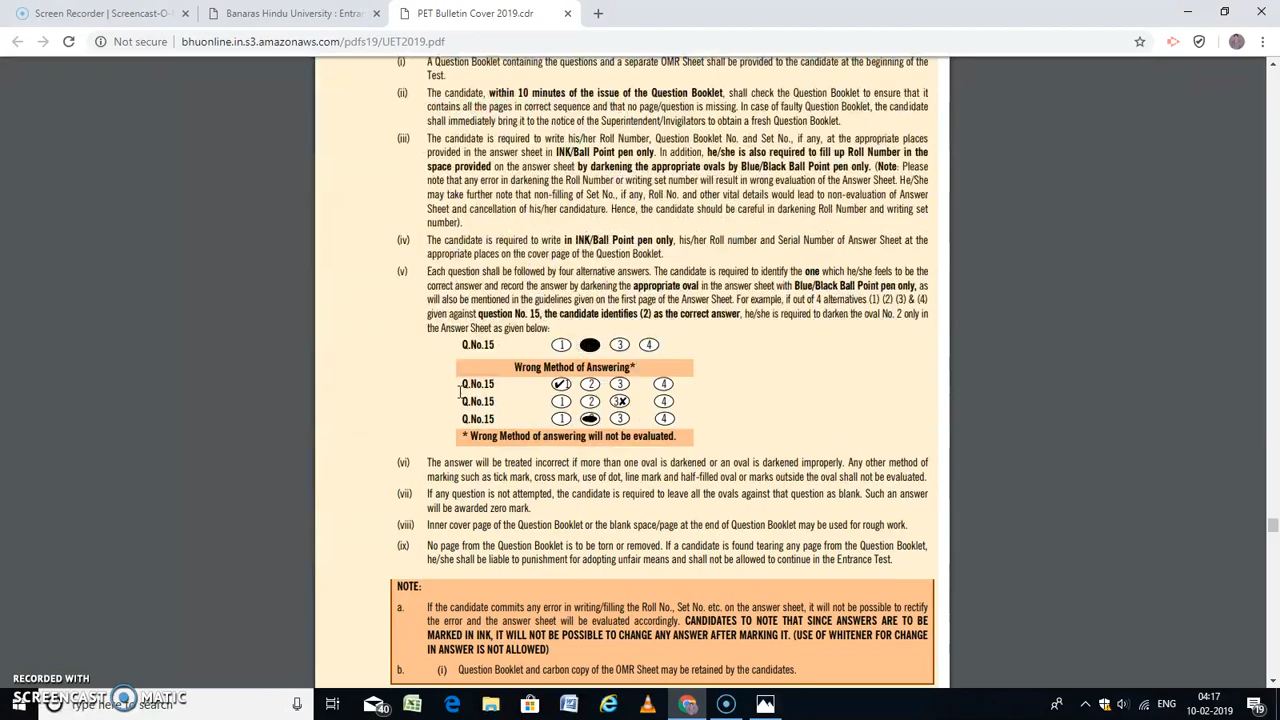 Screen Recorder | Screencast-O
Banaras Hindu University : Entranc
PET Bulletin Cover 2019.cdr
Not secure | bhuonline.in.s3.amazonaws.com/pdfs19/UET2019.pdf
(i) A Question Booklet containing the questions and a separate OMR Sheet shall be provided to the candidate at the beginning of the
Test.
(ii) The candidate, within 10 minutes of the issue of the Question Booklet, shall check the Question Booklet to ensure that it
contains all the pages in correct sequence and that no page/question is missing. In case of faulty Question Booklet, the candidate
shall immediately bring it to the notice of the Superintendent/Invigilators to obtain a fresh Question Booklet.
(iii) The candidate is required to write his/her Roll Number, Question Booklet No. and Set No., if any, at the appropriate places
provided in the answer sheet in INK/Ball Point pen only. In addition, he/she is also required to fill up Roll Number in the
space provided on the answer sheet by darkening the appropriate ovals by Blue/Black Ball Point pen only. (Note: Please
note that any error in darkening the Roll Number or writing set number will result in wrong evaluation of the Answer Sheet. He/She
may take further note that non-filling of Set No., if any, Roll No. and other vital details would lead to non-evaluation of Answer
Sheet and cancellation of his/her candidature. Hence, the candidate should be careful in darkening Roll Number and writing set
number).
(iv) The candidate is required to write in INK/Ball Point pen only, his/her Roll number and Serial Number of Answer Sheet at the
appropriate places on the cover page of the Question Booklet.
(v) Each question shall be followed by four alternative answers. The candidate is required to identify the one which he/she feels to be the
correct answer and record the answer by darkening the appropriate oval in the answer sheet with Blue/Black Ball Point pen only, as
will also be mentioned in the guidelines given on the first page of the Answer Sheet. For example, if out of 4 alternatives (1) (2) (3) & (4)
given against question No. 15, the candidate identifies (2) as the correct answer, he/she is required to darken the oval No. 2 only in
the Answer Sheet as given below:
Q.No.15 1 3 4
Wrong Method of Answering*
Q.No.15 ✔1 2 3 4
Q.No.15 1 2 3✘ 4
Q.No.15 1 3 4
* Wrong Method of answering will not be evaluated.
(vi) The answer will be treated incorrect if more than one oval is darkened or an oval is darkened improperly. Any other method of
marking such as tick mark, cross mark, use of dot, line mark and half-filled oval or marks outside the oval shall not be evaluated.
(vii) If any question is not attempted, the candidate is required to leave all the ovals against that question as blank. Such an answer
will be awarded zero mark.
(viii) Inner cover page of the Question Booklet or the blank space/page at the end of Question Booklet may be used for rough work.
(ix) No page from the Question Booklet is to be torn or removed. If a candidate is found tearing any page from the Question Booklet,
he/she shall be liable to punishment for adopting unfair means and shall not be allowed to continue in the Entrance Test.
NOTE:
a. If the candidate commits any error in writing/filling the Roll No., Set No. etc. on the answer sheet, it will not be possible to rectify
the error and the answer sheet will be evaluated accordingly. CANDIDATES TO NOTE THAT SINCE ANSWERS ARE TO BE
MARKED IN INK, IT WILL NOT BE POSSIBLE TO CHANGE ANY ANSWER AFTER MARKING IT. (USE OF WHITENER FOR CHANGE
IN ANSWER IS NOT ALLOWED)
b. (i) Question Booklet and carbon copy of the OMR Sheet may be retained by the candidates.
RECORDED WITH
SCREENCAST MATIC
Type here to search
40
ENG
04:17
10-02-2019
19